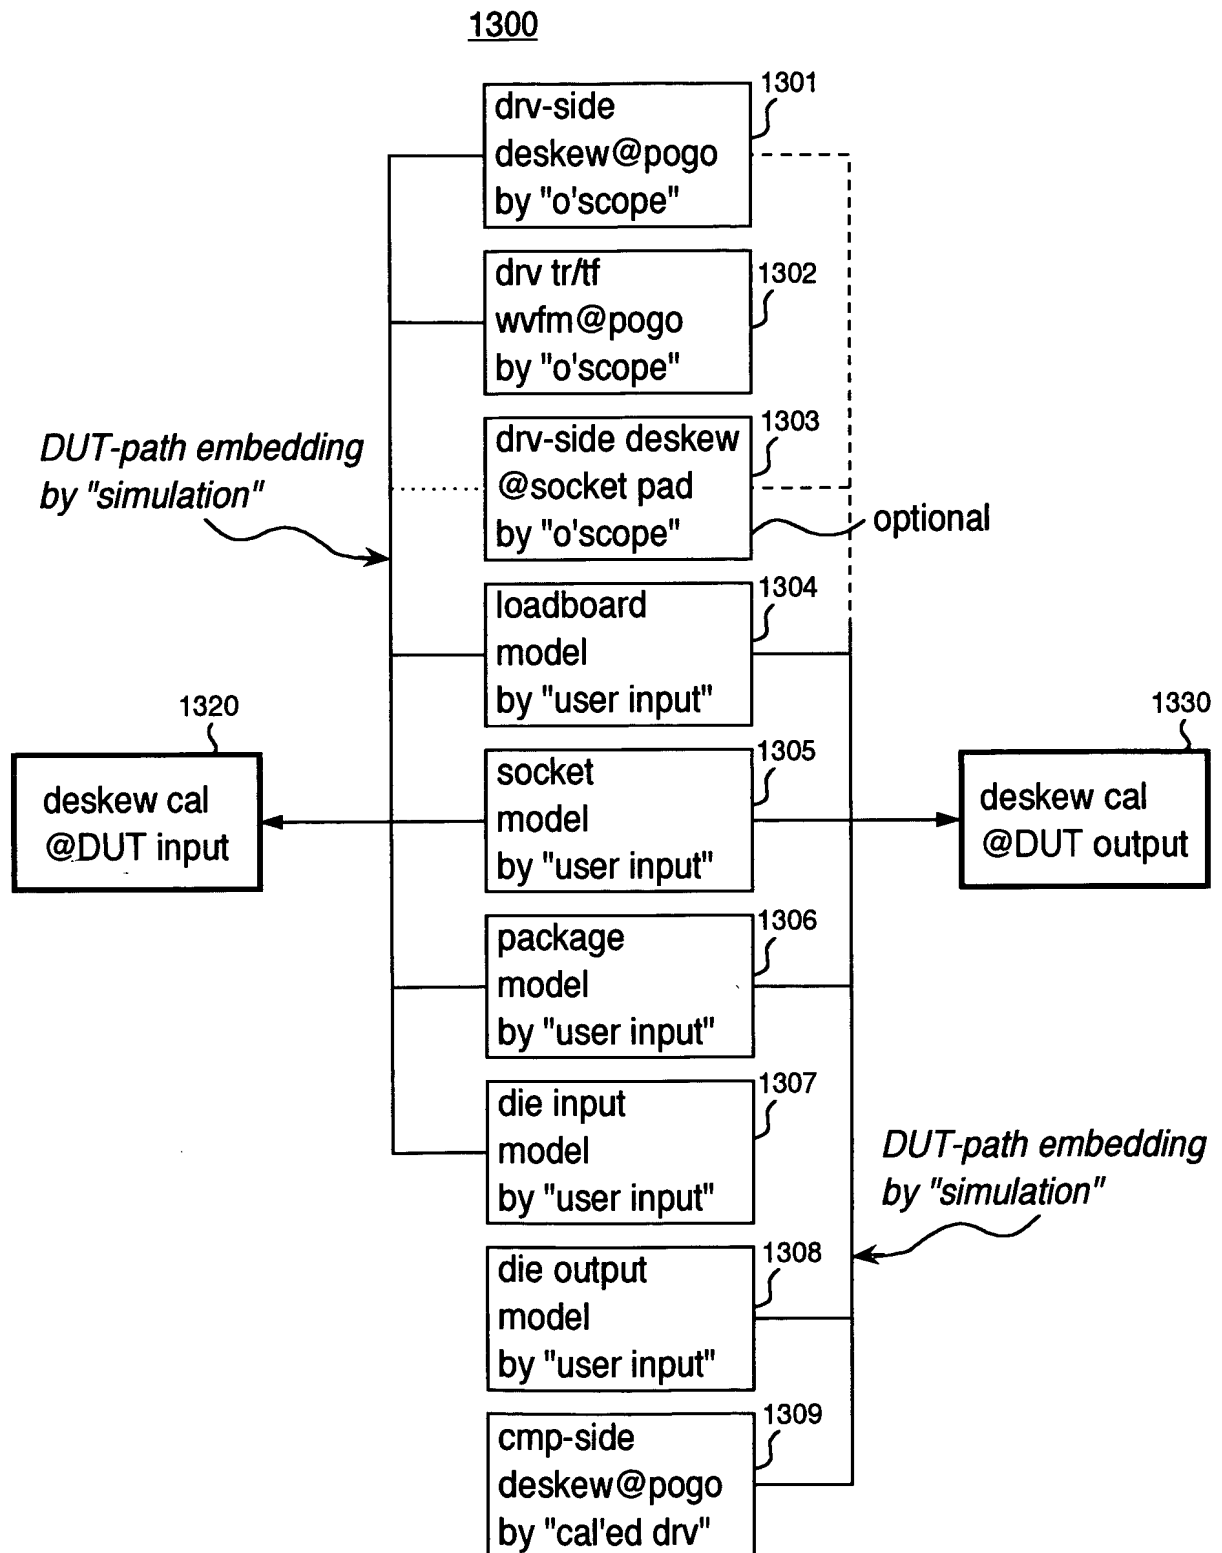 1300
1301
drv-side
deskew@pogo
by "o'scope"
1302
drv tr/tf
wvfm@pogo
by "o'scope"
1303
drv-side deskew
@socket pad
by "o'scope"
optional
DUT-path embedding
by "simulation"
1304
loadboard
model
by "user input"
1320
deskew cal
@DUT input
1305
socket
model
by "user input"
1330
deskew cal
@DUT output
1306
package
model
by "user input"
1307
die input
model
by "user input"
DUT-path embedding
by "simulation"
1308
die output
model
by "user input"
1309
cmp-side
deskew@pogo
by "cal'ed drv"